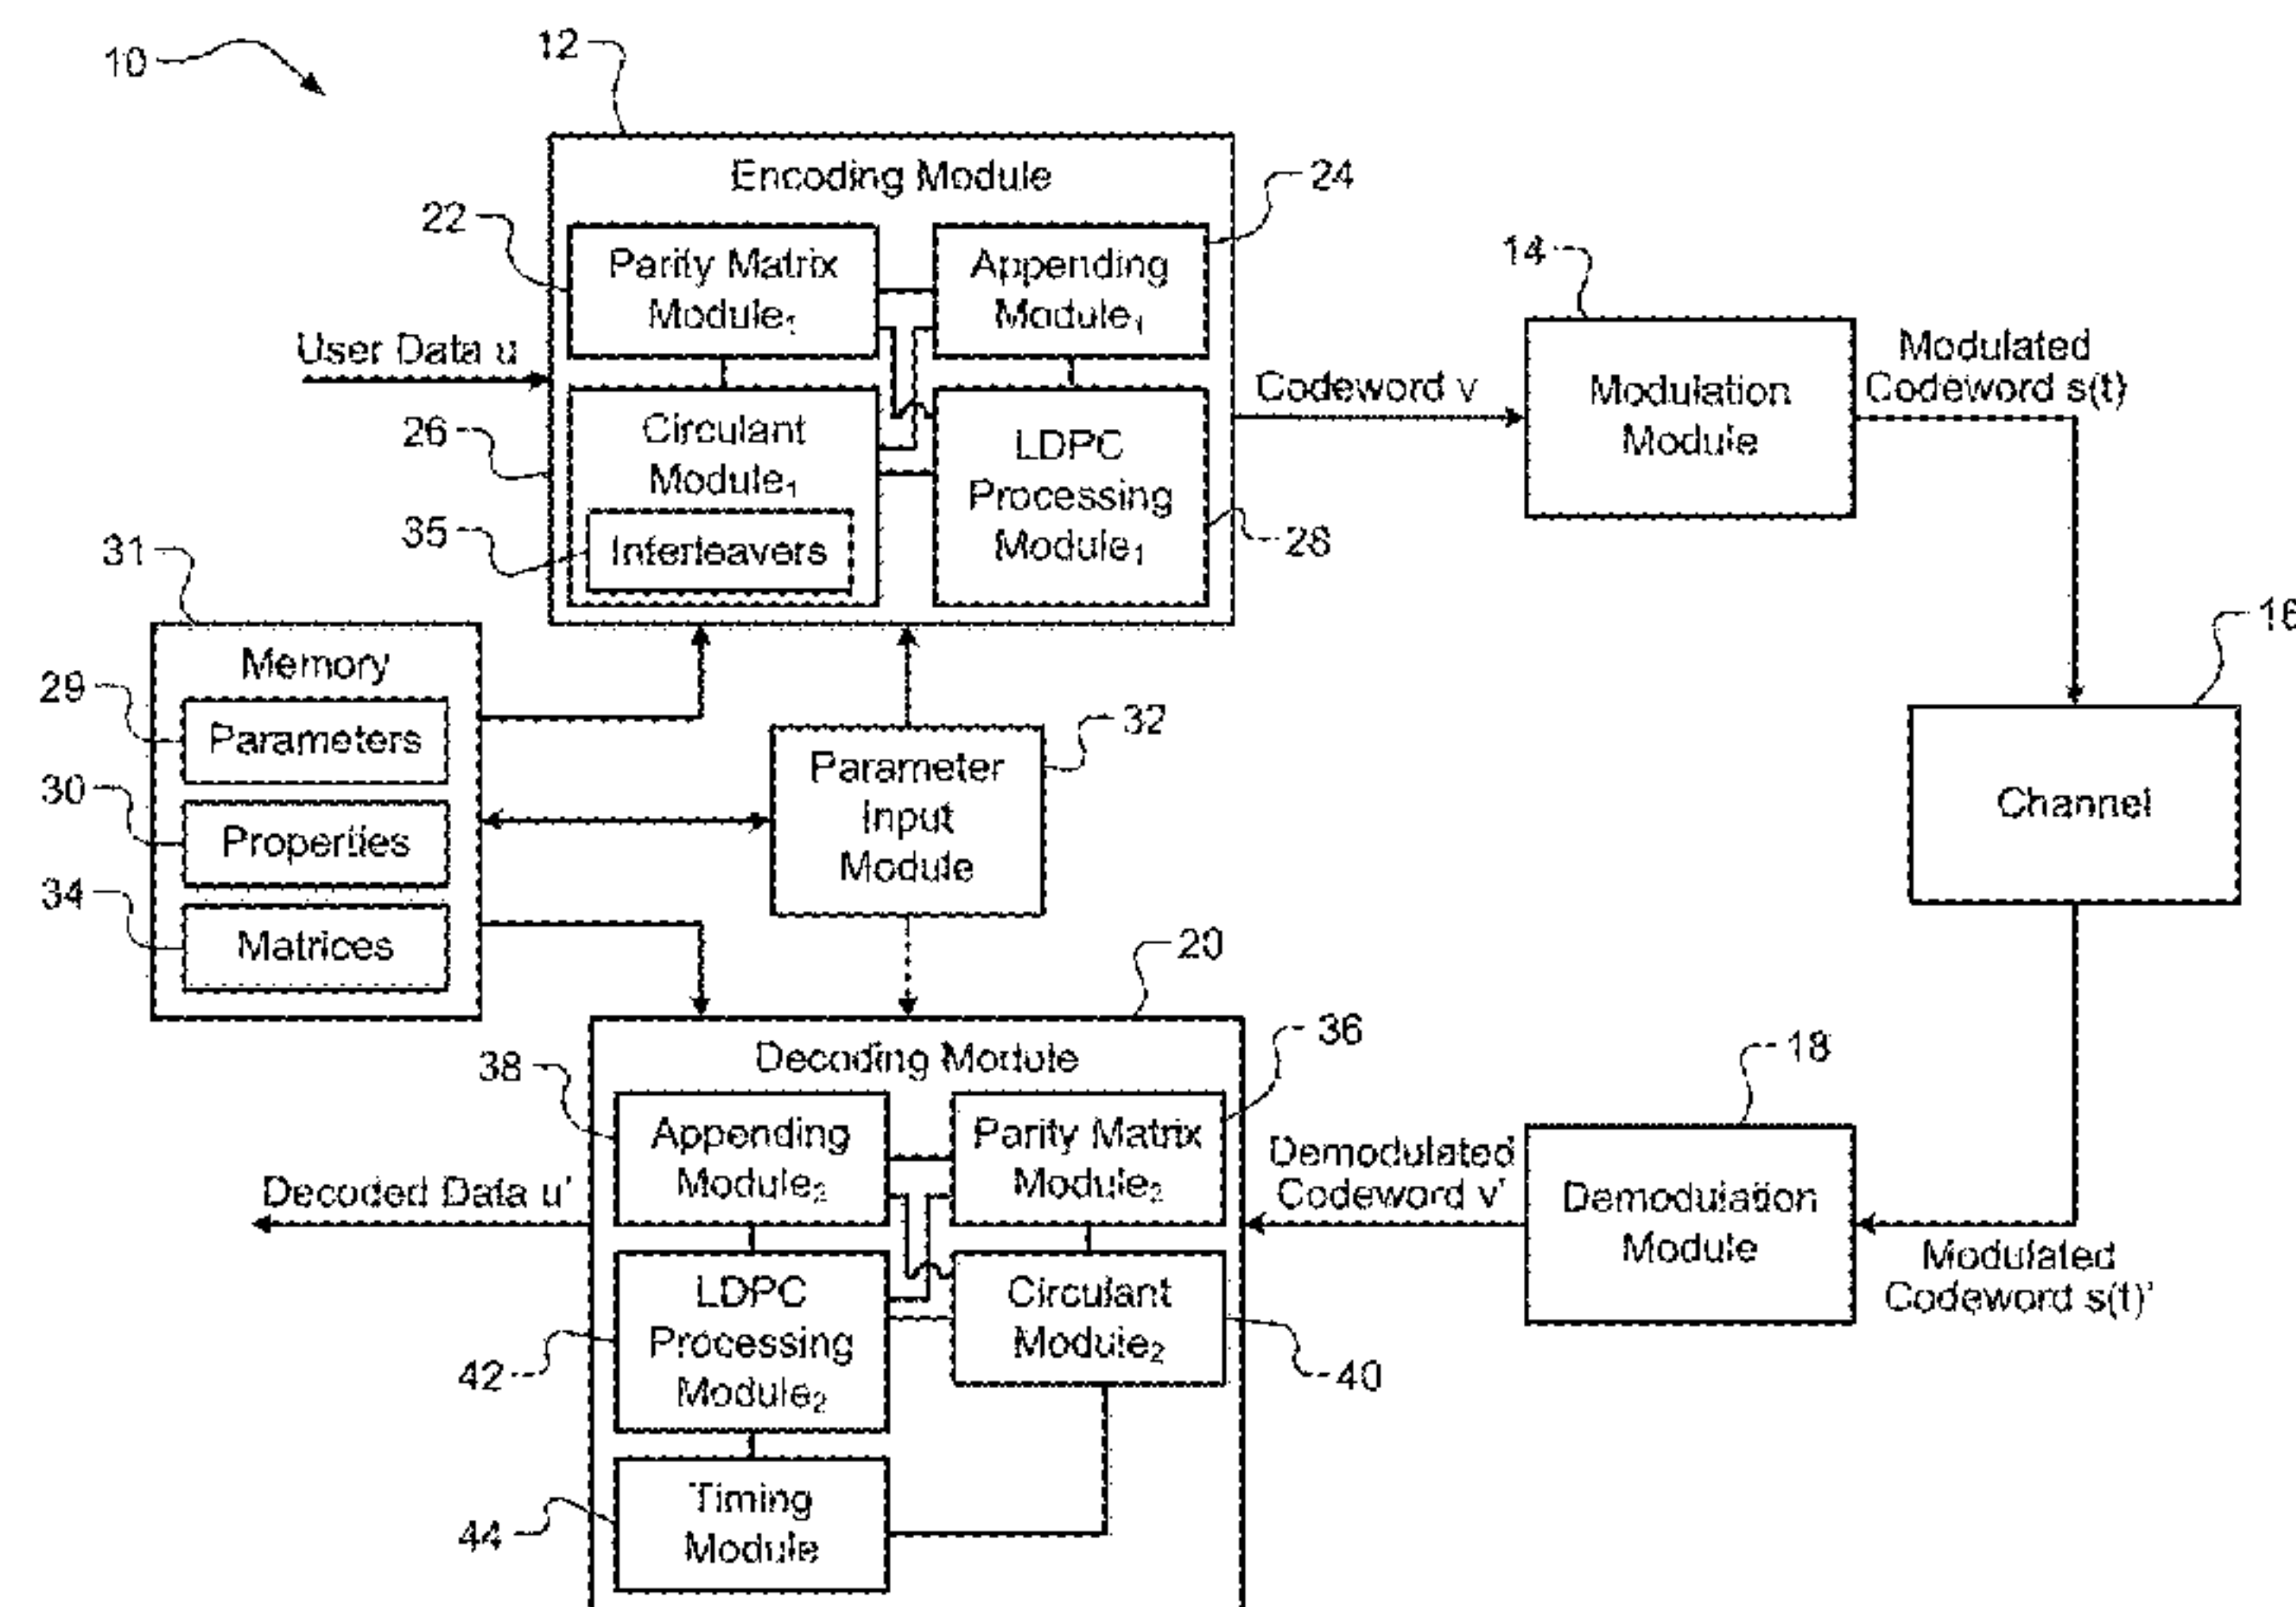 10
12
Encoding Module
24
22
Parity Matrix
Module₁
Appending
Module₁
14
User Data u
Codeword v
Modulation
Module
Modulated
Codeword s(t)
26
Circulant
Module₁
LDPC
Processing
Module₁
35
Interleavers
28
31
16
Memory
29
Parameters
32
Parameter
Input
Module
30
Properties
Channel
34
Matrices
20
Decoding Module
36
38
Appending
Module₂
Parity Matrix
Module₂
18
Demodulated
Codeword v'
Demodulation
Module
Decoded Data u'
Modulated
Codeword s(t)'
LDPC
Processing
Module₂
Circulant
Module₂
42
40
Timing
Module
44